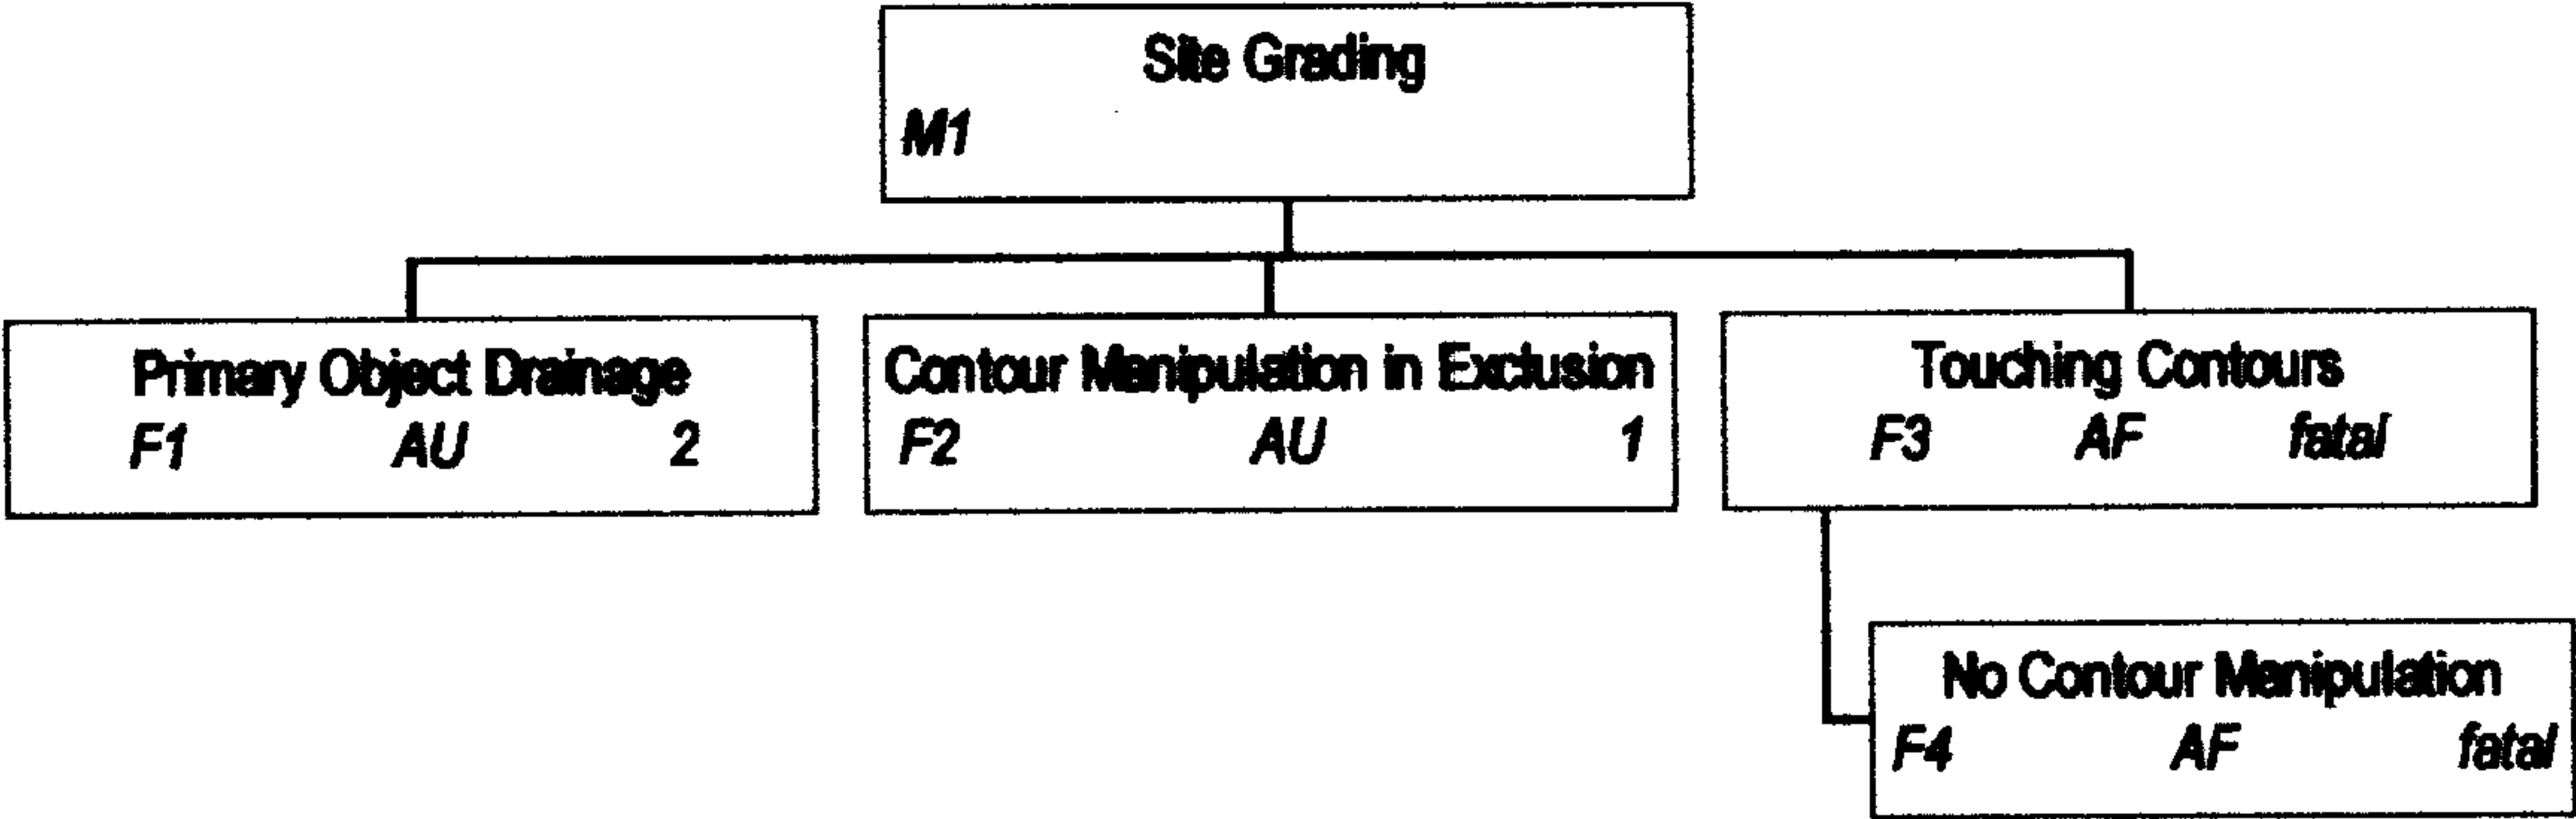 Site Grading
M1
Primary Object Drainage
F1 AU 2
Contour Manipulation in Exclusion
F2 AU 1
Touching Contours
F3 AF fatal
No Contour Manipulation
F4 AF fatal